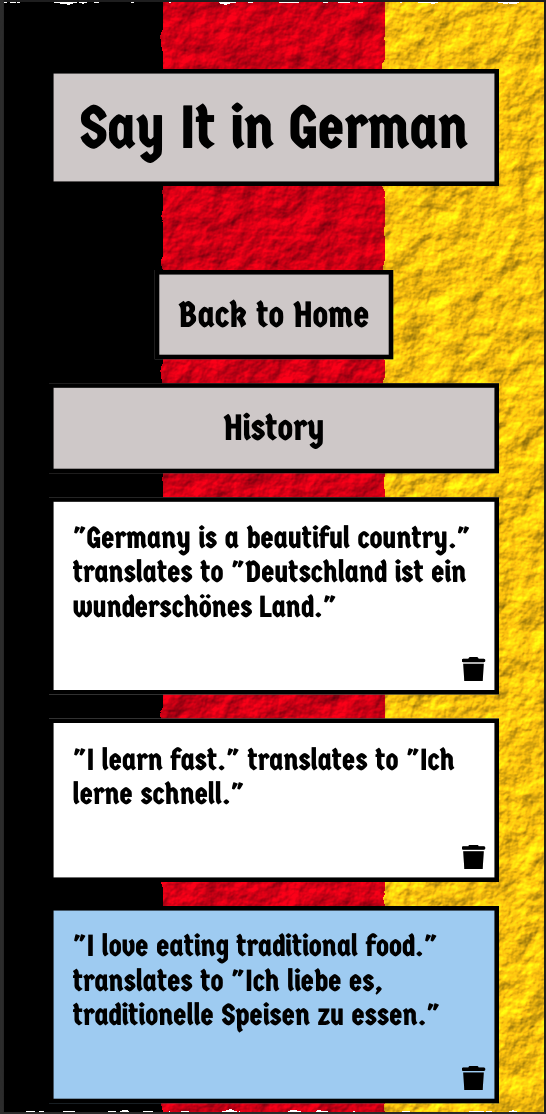 Say It in German
Back to Home
History
"Germany is a beautiful country."
translates to "Deutschland ist ein
wunderschönes Land."
"I learn fast." translates to "Ich
lerne schnell."
"I love eating traditional food."
translates to "Ich liebe es,
traditionelle Speisen zu essen."